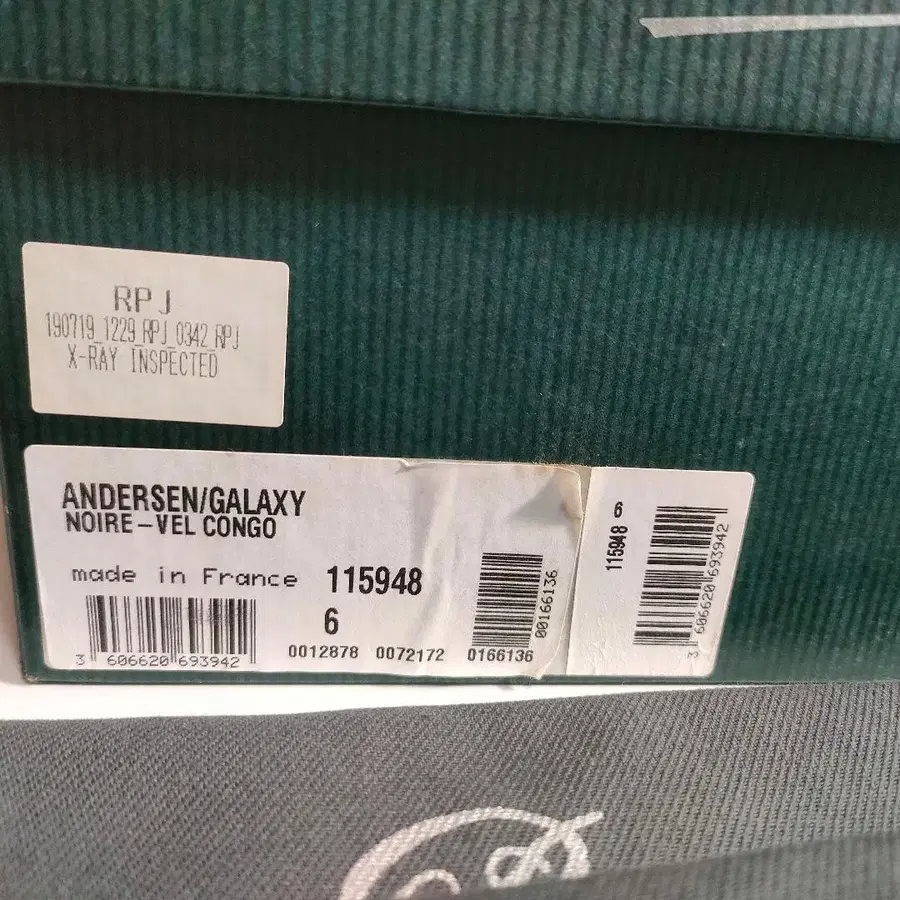 RPJ
190719_1229_RPJ_0342_RPJ
X-RAY INSPECTED
ANDERSEN/GALAXY
NOIRE-VEL CONGO
made in France 115948
6
3 606620 693942
0012878 0072172 0166136
00166136
6
115948
3 606620 693942